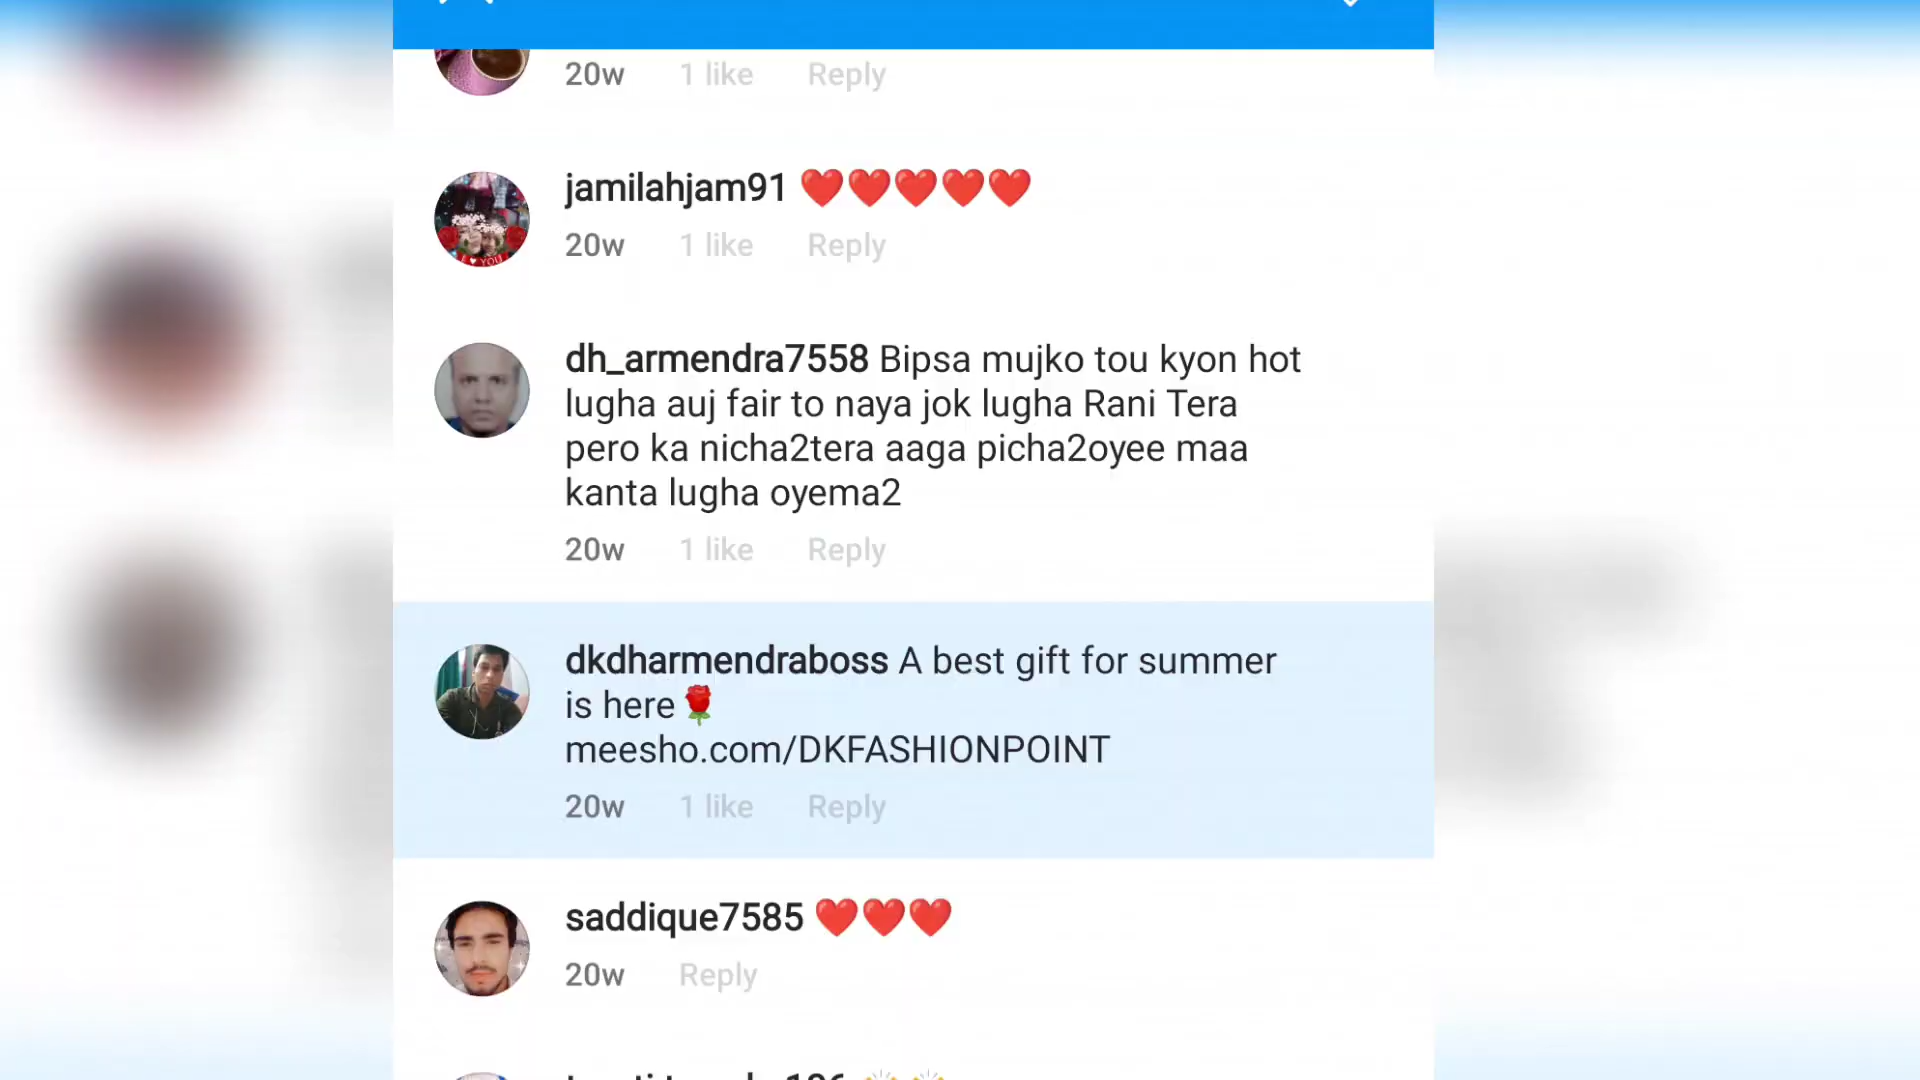 20w 1 like Reply
jamilahjam91 ❤️❤️❤️❤️❤️
20w 1 like Reply
dh_armendra7558 Bipsa mujko tou kyon hot
lugha auj fair to naya jok lugha Rani Tera
pero ka nicha2tera aaga picha2oyee maa
kanta lugha oyema2
20w 1 like Reply
dkdharmendraboss A best gift for summer
is here🌹
meesho.com/DKFASHIONPOINT
20w 1 like Reply
saddique7585 ❤️❤️❤️
20w Reply